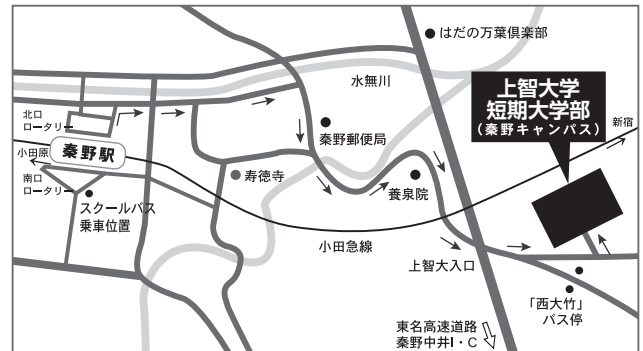 はだの万葉倶楽部
水無川
上智大学
短期大学部
(秦野キャンパス)
新宿
北口
ロータリー
秦野郵便局
小田原
秦野駅
南口
ロータリー
寿徳寺
養泉院
スクールバス
乗車位置
小田急線
上智大入口
「西大竹」
バス停
東名高速道路
秦野中井I・C